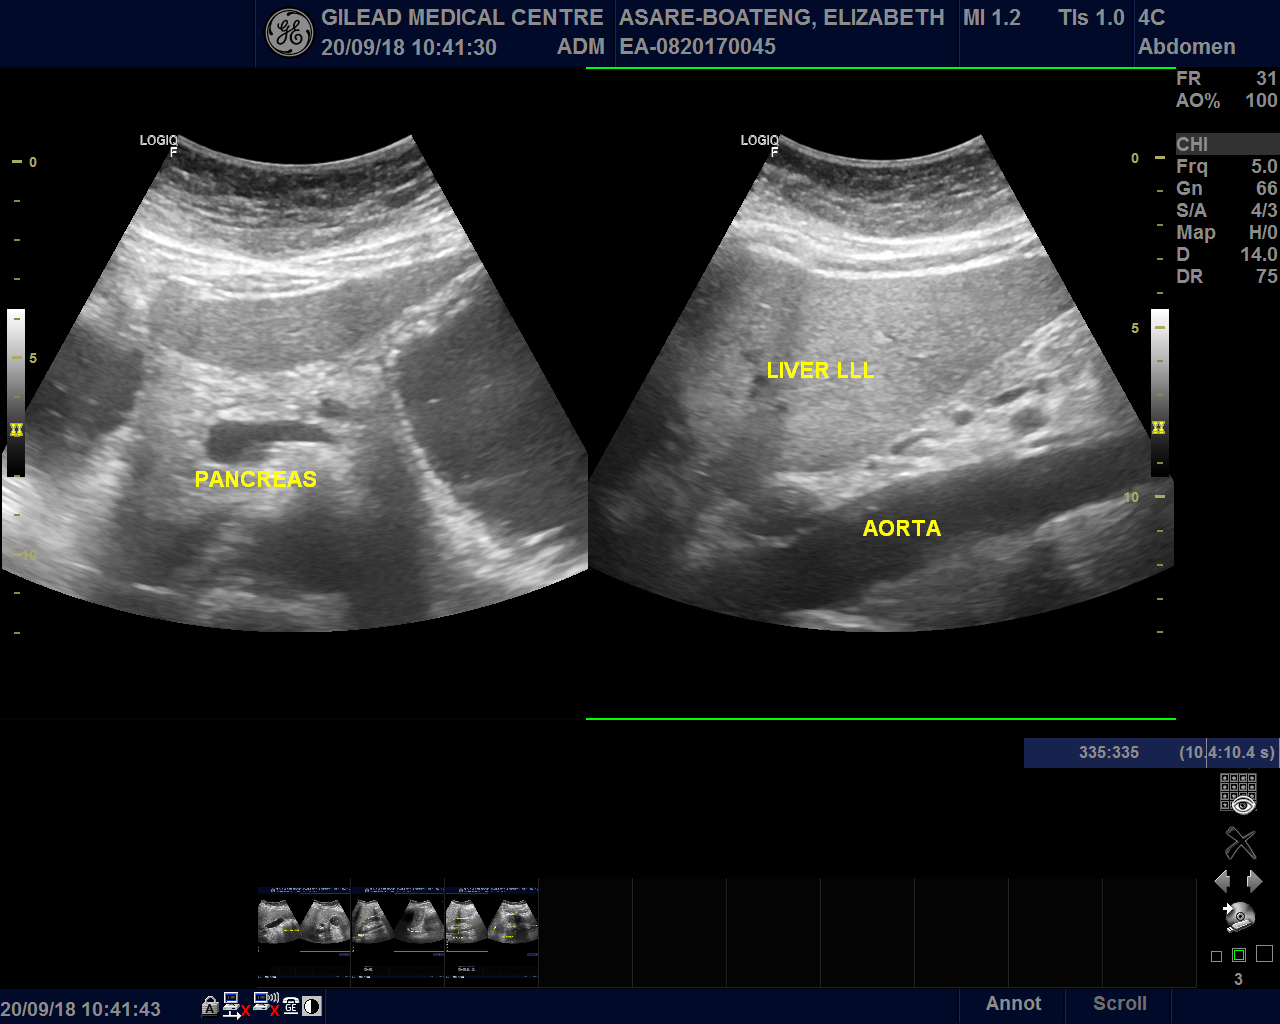 GILEAD MEDICAL CENTRE
20/09/18 10:41:30 ADM
ASARE-BOATENG, ELIZABETH
EA-0820170045
MI 1.2 TIs 1.0
4C
Abdomen
FR 31
AO% 100
CHI
Frq 5.0
Gn 66
S/A 4/3
Map H/0
D 14.0
DR 75
LOGIQ
F
0
5
10
PANCREAS
LOGIQ
F
0
5
10
LIVER LLL
AORTA
335:335 (10.4:10.4 s)
3
20/09/18 10:41:43
Annot
Scroll